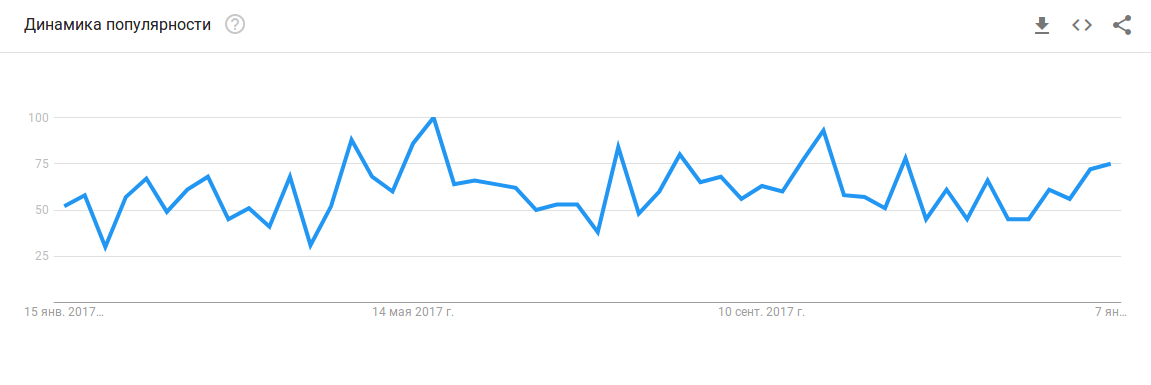 Динамика популярности ?
100
75
50
25
15 янв. 2017…
14 мая 2017 г.
10 сент. 2017 г.
7 ян…